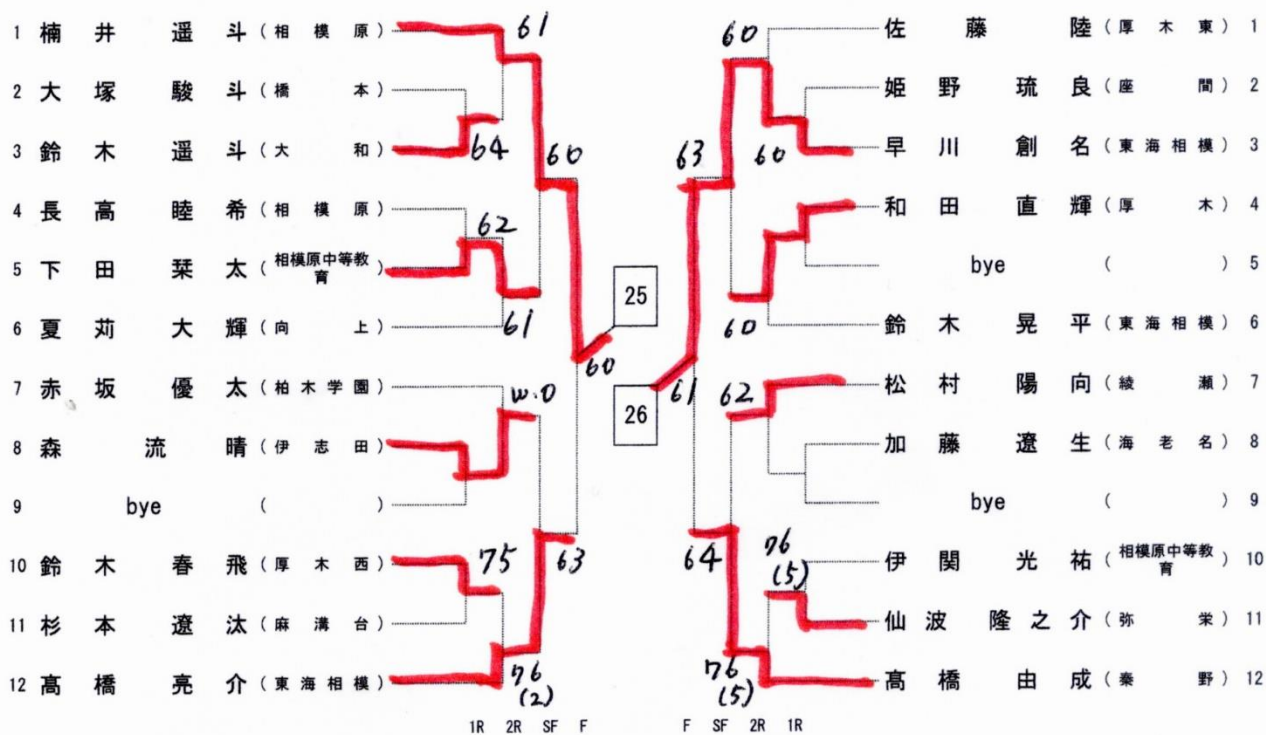 1 楠井遥斗（相模原）
61
2 大塚駿斗（橋本）
3 鈴木遥斗（大和）
64
60
4 長高睦希（相模原）
62
5 下田栞太（相模原中等教育）
6 夏苅大輝（向上）
61
25
60
7 赤坂優太（柏木学園）
w.o
8 森流晴（伊志田）
9 bye（ ）
10 鈴木春飛（厚木西）
75
63
11 杉本遼汰（麻溝台）
12 髙橋亮介（東海相模）
76
(2)
1R 2R SF F
60
佐藤陸（厚木東） 1
姫野琉良（座間） 2
63
60
早川創名（東海相模） 3
和田直輝（厚木） 4
bye（ ） 5
60
鈴木晃平（東海相模） 6
26
61
62
松村陽向（綾瀬） 7
加藤遼生（海老名） 8
bye（ ） 9
64
76
(5)
伊関光祐（相模原中等教育） 10
仙波隆之介（弥栄） 11
76
(5)
髙橋由成（秦野） 12
F SF 2R 1R